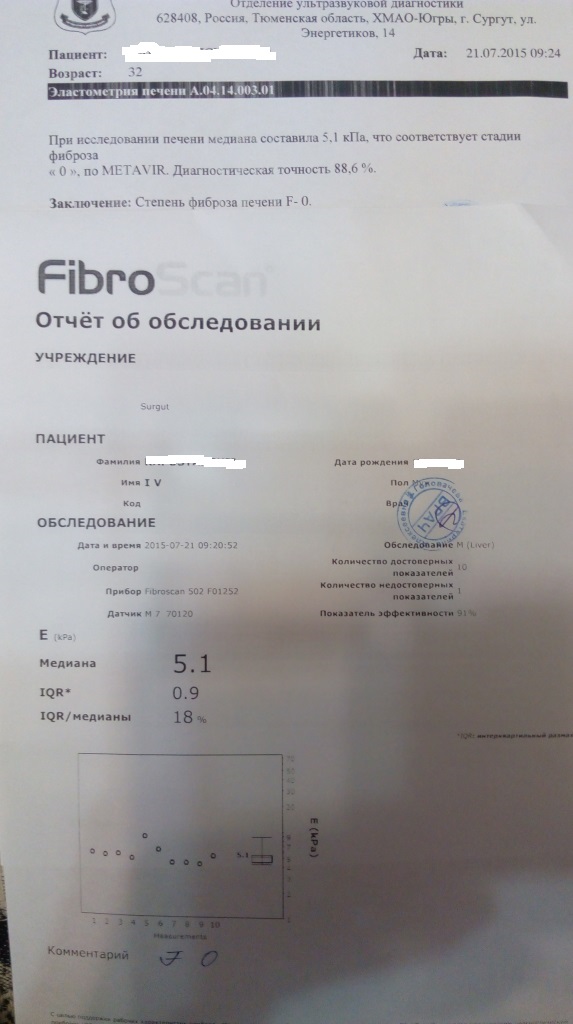 Отделение ультразвуковой диагностики
628408, Россия, Тюменская область, ХМАО-Югры, г. Сургут, ул.
Энергетиков, 14
Пациент:
Дата: 21.07.2015 09:24
Возраст: 32
Эластометрия печени A.04.14.003.01
При исследовании печени медиана составила 5,1 кПа, что соответствует стадии
фиброза
« 0 », по METAVIR. Диагностическая точность 88,6 %.
Заключение: Степень фиброза печени F- 0.
FibroScan
Отчёт об обследовании
УЧРЕЖДЕНИЕ
Surgut
ПАЦИЕНТ
Фамилия
Дата рождения
Имя I V
Пол
Код
Врач
ВРАЧ
ОБСЛЕДОВАНИЕ
Дата и время 2015-07-21 09:20:52
Обследование M (Liver)
Оператор
Количество достоверных
показателей 10
Прибор Fibroscan 502 F01252
Количество недостоверных
показателей 1
Датчик M 7 70120
Показатель эффективности 91%
E (kPa)
Медиана 5.1
IQR* 0.9
IQR/медианы 18 %
*IQR: интерквартильный размах
5.1
E (kPa)
1 2 3 4 5 6 7 8 9 10
Measurements
Комментарий F 0